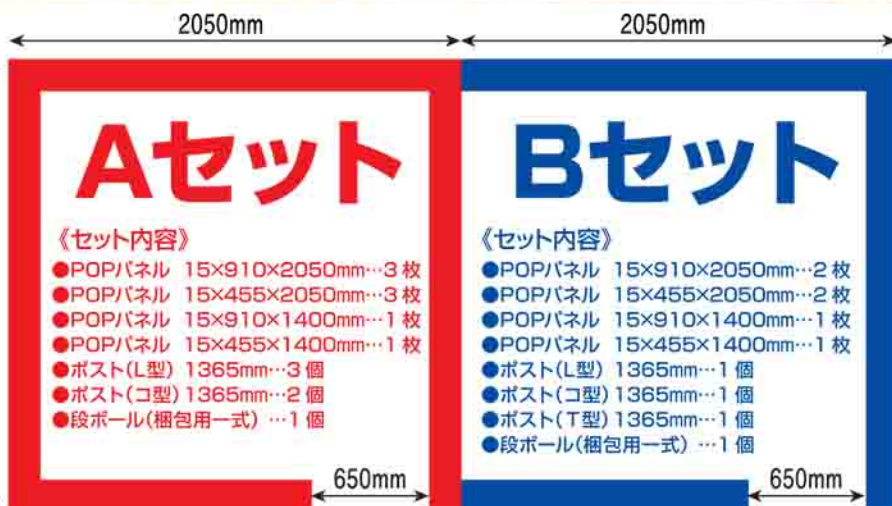 2050mm
2050mm
Aセット
《セット内容》
●POPパネル 15×910×2050mm…3枚
●POPパネル 15×455×2050mm…3枚
●POPパネル 15×910×1400mm…1枚
●POPパネル 15×455×1400mm…1枚
●ポスト(L型) 1365mm…3個
●ポスト(コ型) 1365mm…2個
●段ボール(梱包用一式) …1個
650mm
Bセット
《セット内容》
●POPパネル 15×910×2050mm…2枚
●POPパネル 15×455×2050mm…2枚
●POPパネル 15×910×1400mm…1枚
●POPパネル 15×455×1400mm…1枚
●ポスト(L型) 1365mm…1個
●ポスト(コ型) 1365mm…1個
●ポスト(T型) 1365mm…1個
●段ボール(梱包用一式) …1個
650mm